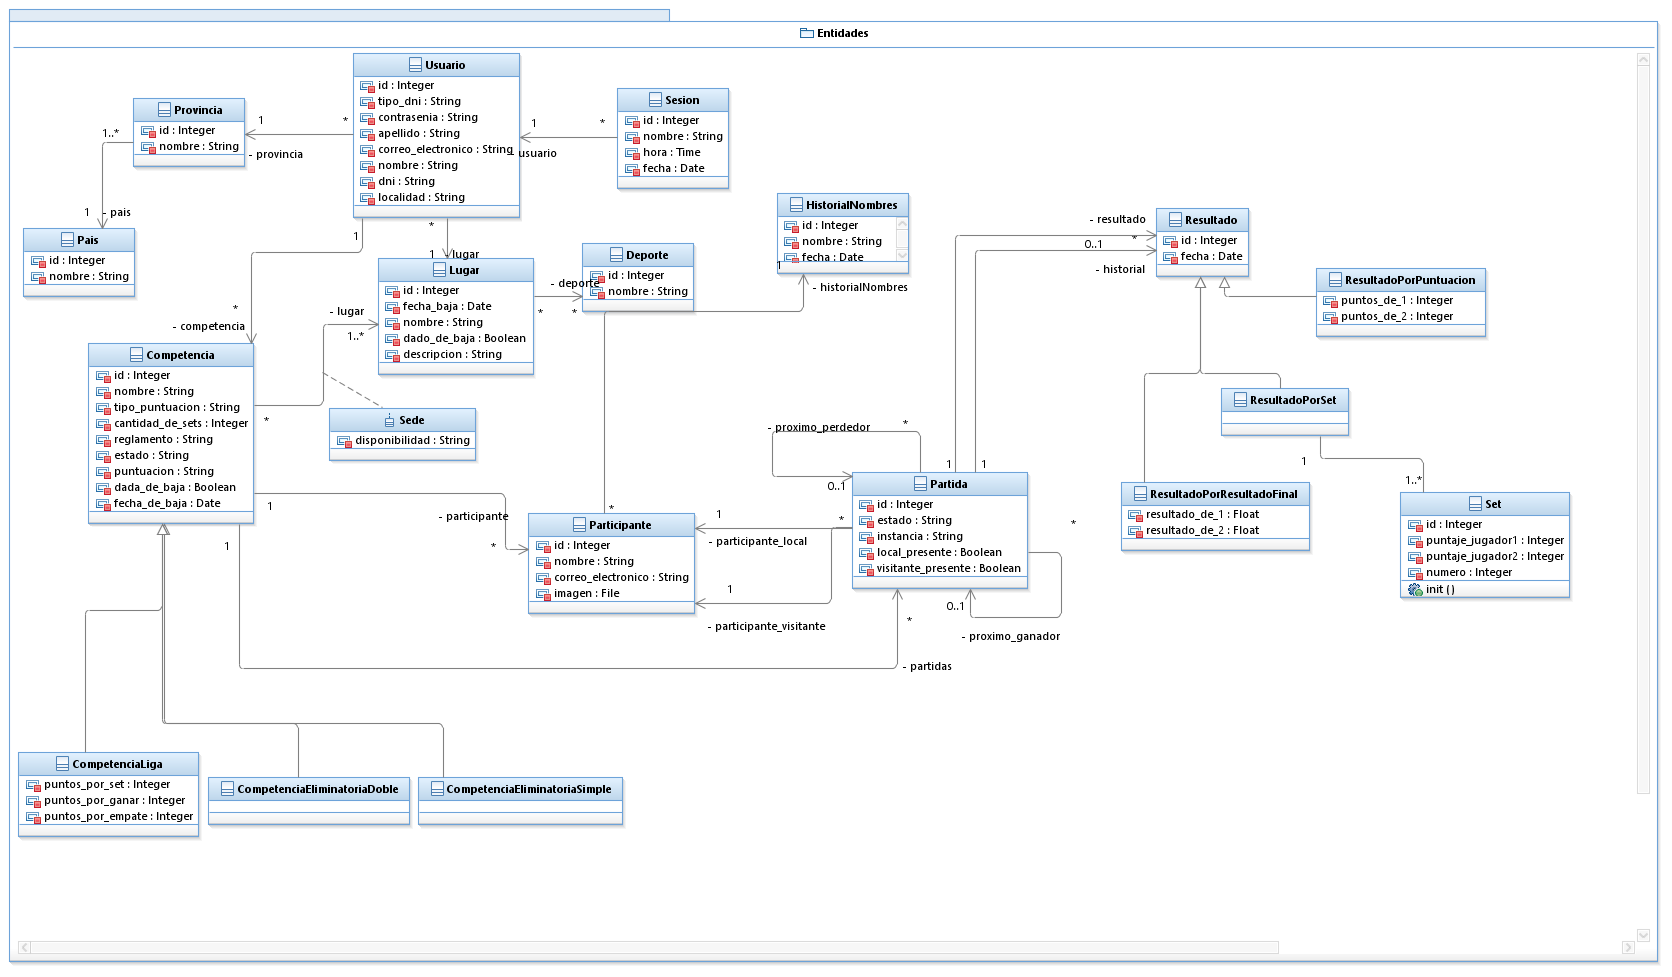 Entidades
Usuario
id : Integer
tipo_dni : String
contrasenia : String
apellido : String
correo_electronico : String
nombre : String
dni : String
localidad : String
Provincia
id : Integer
nombre : String
1
*
- provincia
1..*
1
- pais
Pais
id : Integer
nombre : String
Sesion
id : Integer
nombre : String
hora : Time
fecha : Date
1
*
- usuario
1
*
- competencia
*
1
- lugar
Lugar
id : Integer
fecha_baja : Date
nombre : String
dado_de_baja : Boolean
descripcion : String
Deporte
id : Integer
nombre : String
- deporte
*
*
HistorialNombres
id : Integer
nombre : String
fecha : Date
1
- historialNombres
Resultado
id : Integer
fecha : Date
- resultado
*
0..1
- historial
ResultadoPorPuntuacion
puntos_de_1 : Integer
puntos_de_2 : Integer
- lugar
1..*
Competencia
id : Integer
nombre : String
tipo_puntuacion : String
cantidad_de_sets : Integer
reglamento : String
estado : String
puntuacion : String
dada_de_baja : Boolean
fecha_de_baja : Date
*
Sede
disponibilidad : String
ResultadoPorSet
1
1..*
- proximo_perdedor
*
0..1
1
1
Partida
id : Integer
estado : String
instancia : String
local_presente : Boolean
visitante_presente : Boolean
ResultadoPorResultadoFinal
resultado_de_1 : Float
resultado_de_2 : Float
Set
id : Integer
puntaje_jugador1 : Integer
puntaje_jugador2 : Integer
numero : Integer
init ( )
1
- participante
*
*
Participante
id : Integer
nombre : String
correo_electronico : String
imagen : File
1
*
- participante_local
1
- participante_visitante
*
0..1
- proximo_ganador
1
*
- partidas
CompetenciaLiga
puntos_por_set : Integer
puntos_por_ganar : Integer
puntos_por_empate : Integer
CompetenciaEliminatoriaDoble
CompetenciaEliminatoriaSimple